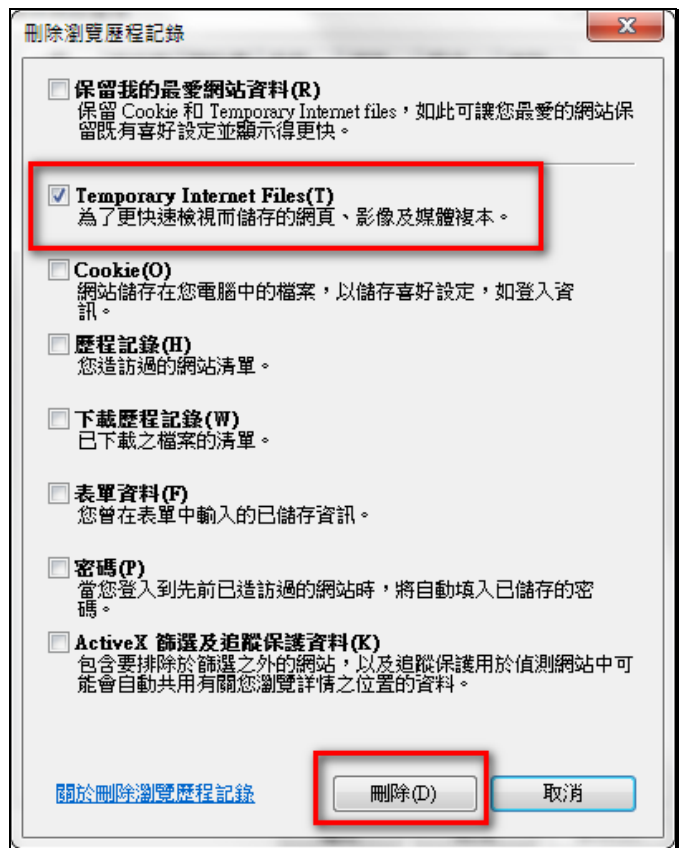 刪除瀏覽歷程記錄
保留我的最愛網站資料(R)
保留 Cookie 和 Temporary Internet files，如此可讓您最愛的網站保
留既有喜好設定並顯示得更快。
Temporary Internet Files(T)
為了更快速檢視而儲存的網頁、影像及媒體複本。
Cookie(O)
網站儲存在您電腦中的檔案，以儲存喜好設定，如登入資
訊。
歷程記錄(H)
您造訪過的網站清單。
下載歷程記錄(W)
已下載之檔案的清單。
表單資料(F)
您曾在表單中輸入的已儲存資訊。
密碼(P)
當您登入到先前已造訪過的網站時，將自動填入已儲存的密
碼。
ActiveX 篩選及追蹤保護資料(K)
包含要排除於篩選之外的網站，以及追蹤保護用於偵測網站中可
能會自動共用有關您瀏覽詳情之位置的資料。
關於刪除瀏覽歷程記錄
刪除(D)
取消